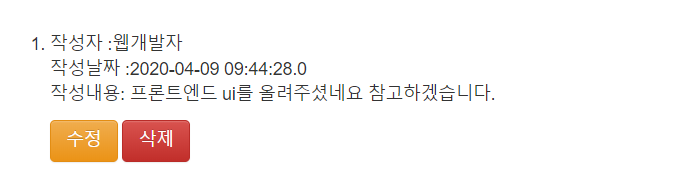 1. 작성자 :웹개발자
작성날짜 :2020-04-09 09:44:28.0
작성내용: 프론트엔드 ui를 올려주셨네요 참고하겠습니다.
수정 삭제